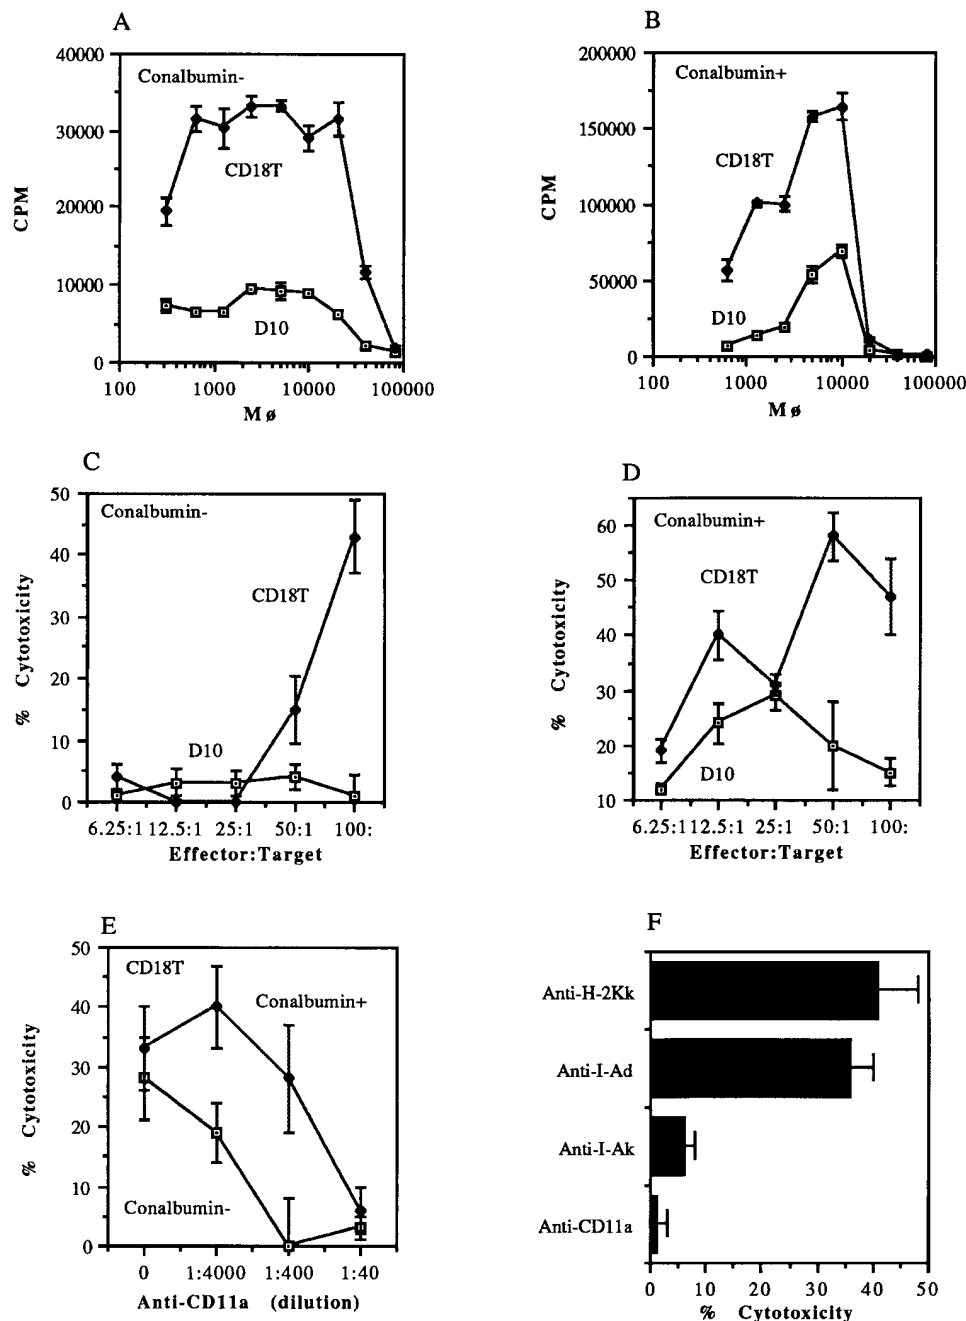 A
40000
30000
20000
10000
0
CPM
Conalbumin-
CD18T
D10
100
1000
10000
100000
M ø
B
200000
150000
100000
50000
0
CPM
Conalbumin+
CD18T
D10
100
1000
10000
100000
M ø
C
50
40
30
20
10
0
% Cytotoxicity
Conalbumin-
CD18T
D10
6.25:1 12.5:1 25:1 50:1 100:
Effector:Target
D
60
50
40
30
20
10
% Cytotoxicity
Conalbumin+
CD18T
D10
6.25:1 12.5:1 25:1 50:1 100:
Effector:Target
E
50
40
30
20
10
0
% Cytotoxicity
CD18T
Conalbumin+
Conalbumin-
0 1:4000 1:400 1:40
Anti-CD11a (dilution)
F
Anti-H-2Kk
Anti-I-Ad
Anti-I-Ak
Anti-CD11a
0 10 20 30 40 50
% Cytotoxicity